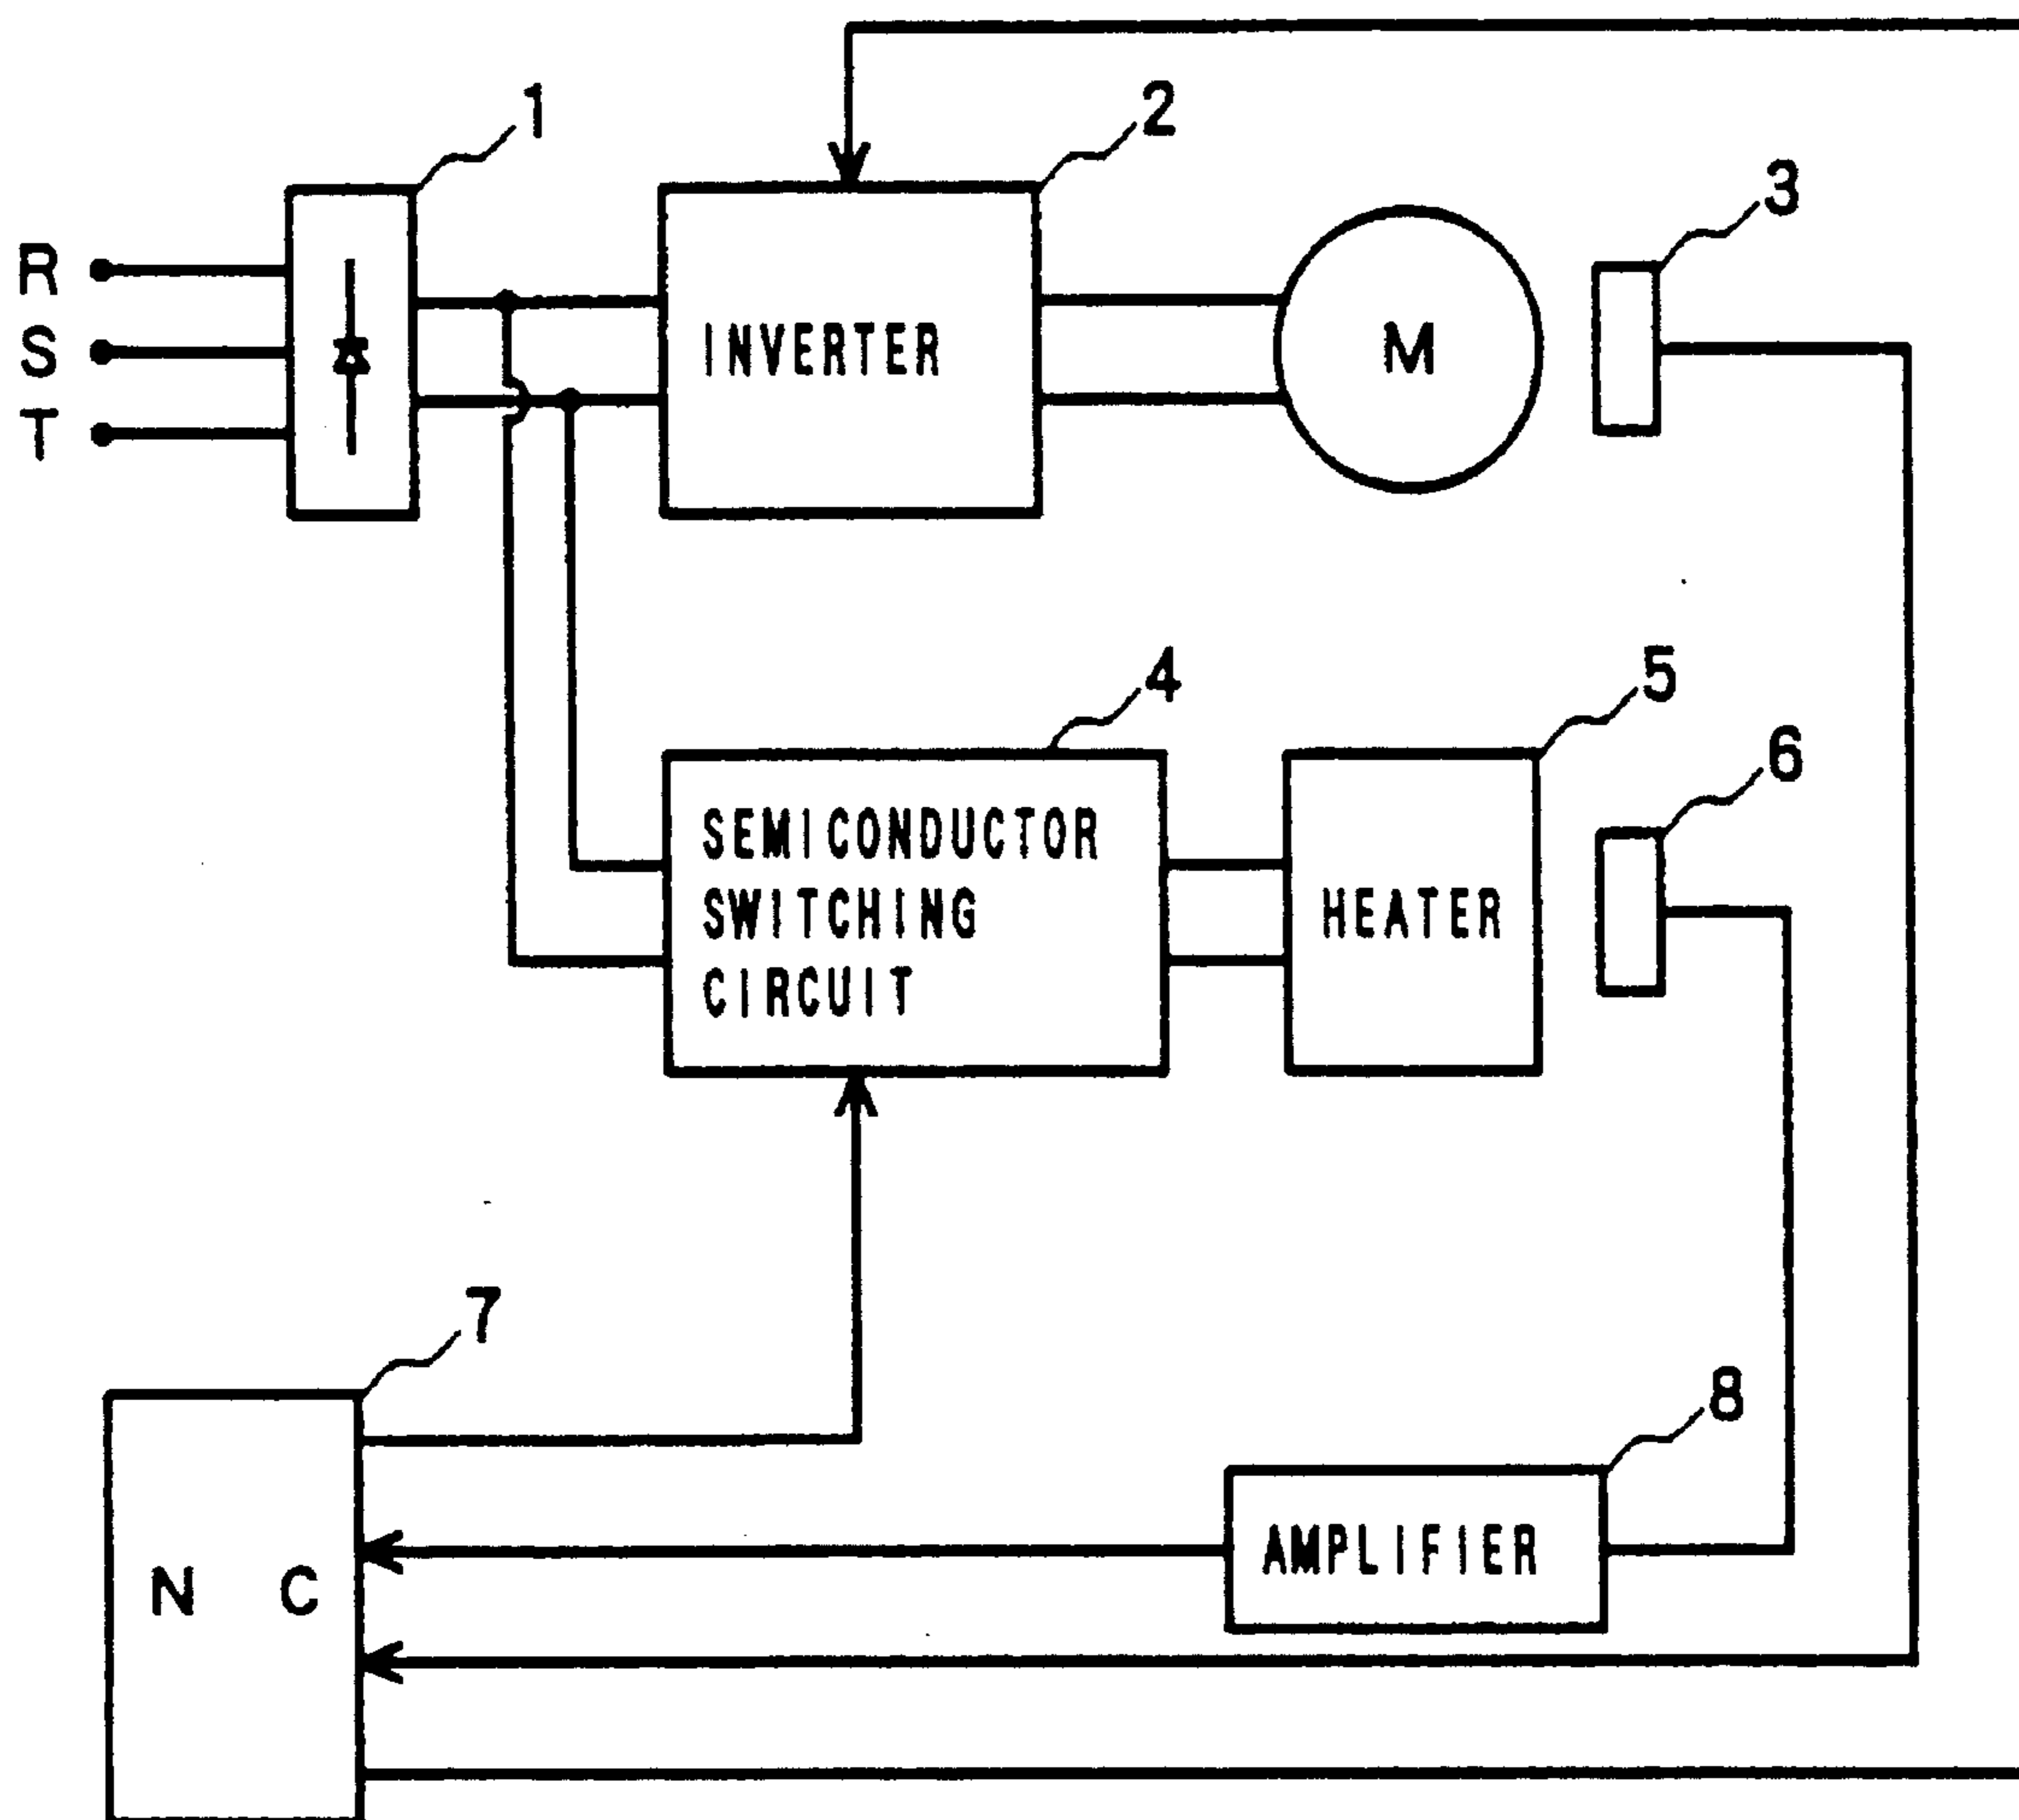 1
2
3
R
S
T
INVERTER
M
4
5
6
SEMICONDUCTOR
SWITCHING
CIRCUIT
HEATER
7
8
AMPLIFIER
N C